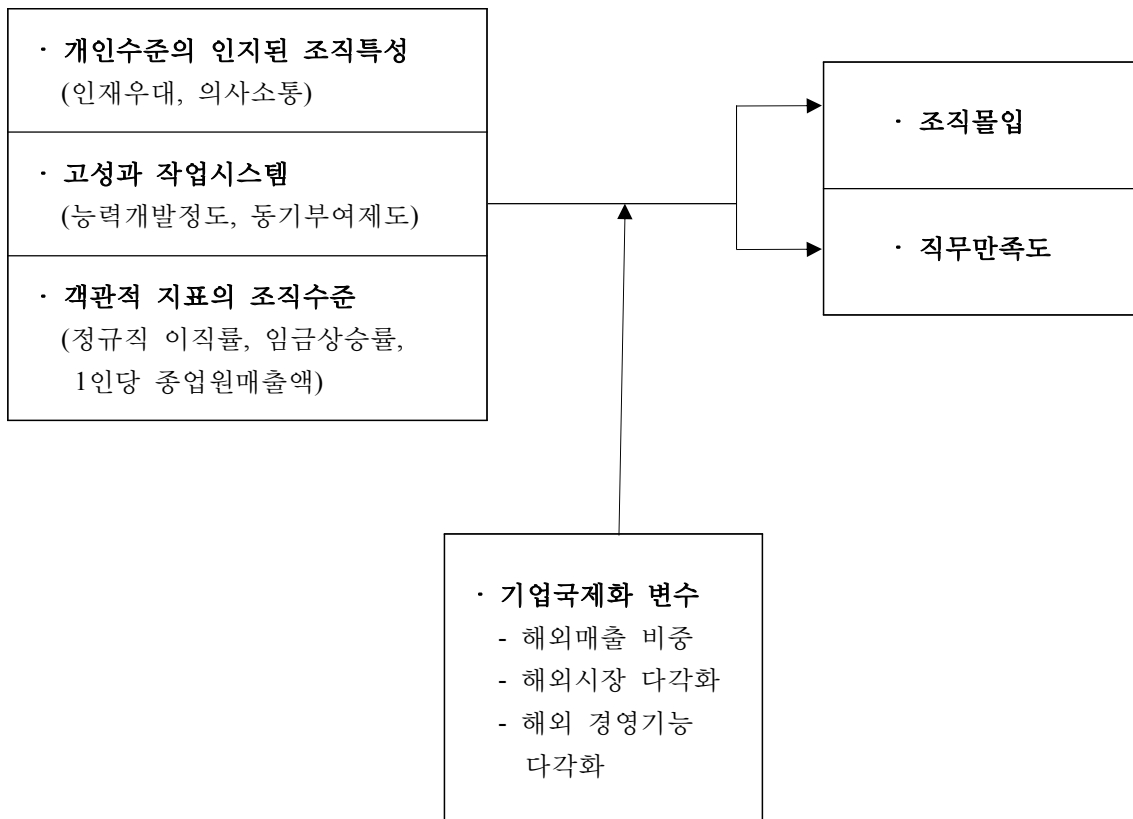 · 개인수준의 인지된 조직특성
(인재우대, 의사소통)
· 고성과 작업시스템
(능력개발정도, 동기부여제도)
· 객관적 지표의 조직수준
(정규직 이직률, 임금상승률,
1인당 종업원매출액)
· 조직몰입
· 직무만족도
· 기업국제화 변수
- 해외매출 비중
- 해외시장 다각화
- 해외 경영기능
다각화